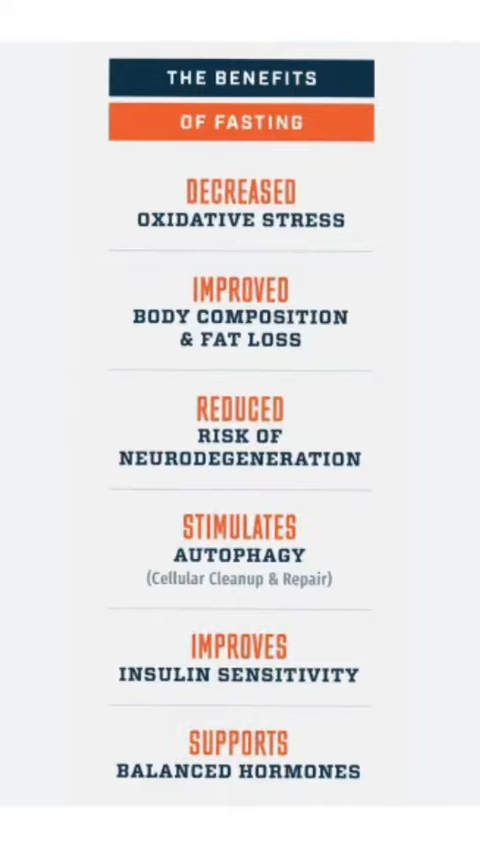 THE BENEFITS
OF FASTING
DECREASED
OXIDATIVE STRESS
IMPROVED
BODY COMPOSITION
& FAT LOSS
REDUCED
RISK OF
NEURODEGENERATION
STIMULATES
AUTOPHAGY
(Cellular Cleanup & Repair)
IMPROVES
INSULIN SENSITIVITY
SUPPORTS
BALANCED HORMONES